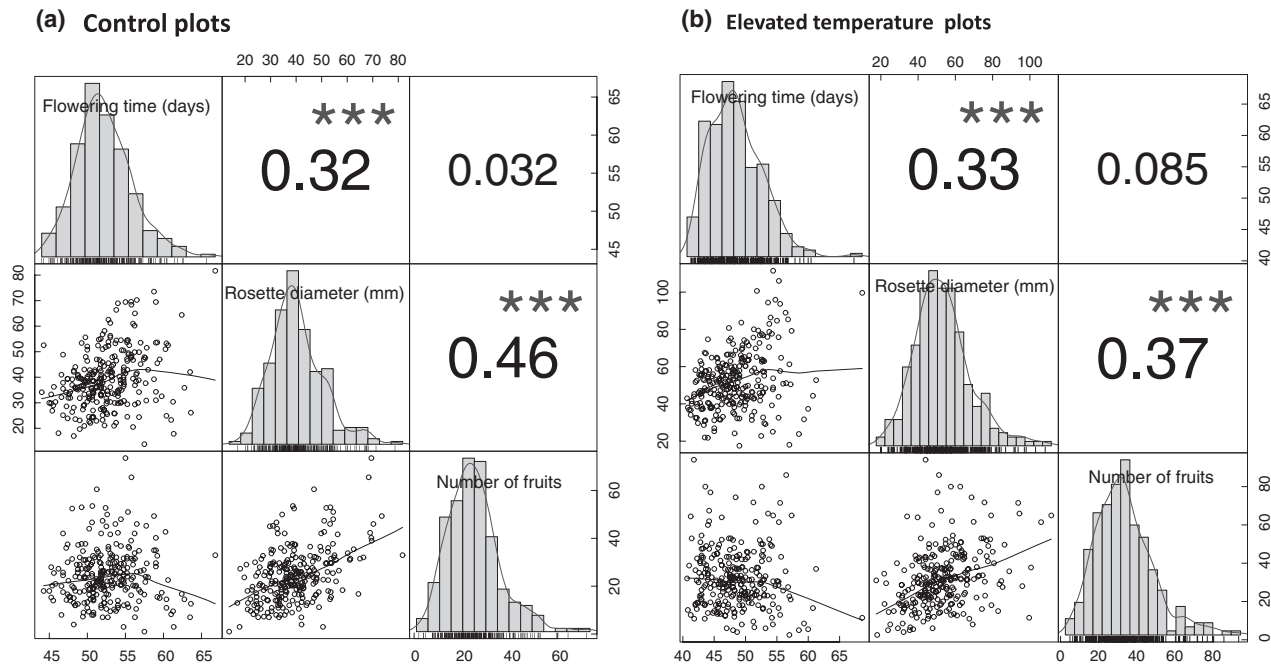 (a) Control plots
(b) Elevated temperature plots
20 30 40 50 60 70 80
20 40 60 80 100
Flowering time (days)
***
0.32
0.032
45 50 55 60 65
Flowering time (days)
***
0.33
0.085
40 45 50 55 60 65
20 30 40 50 60 70 80
Rosette diameter (mm)
***
0.46
20 40 60 80 100
Rosette diameter (mm)
***
0.37
Number of fruits
20 40 60
Number of fruits
0 20 40 60 80
45 50 55 60 65
0 20 40 60
40 45 50 55 60 65
0 20 40 60 80